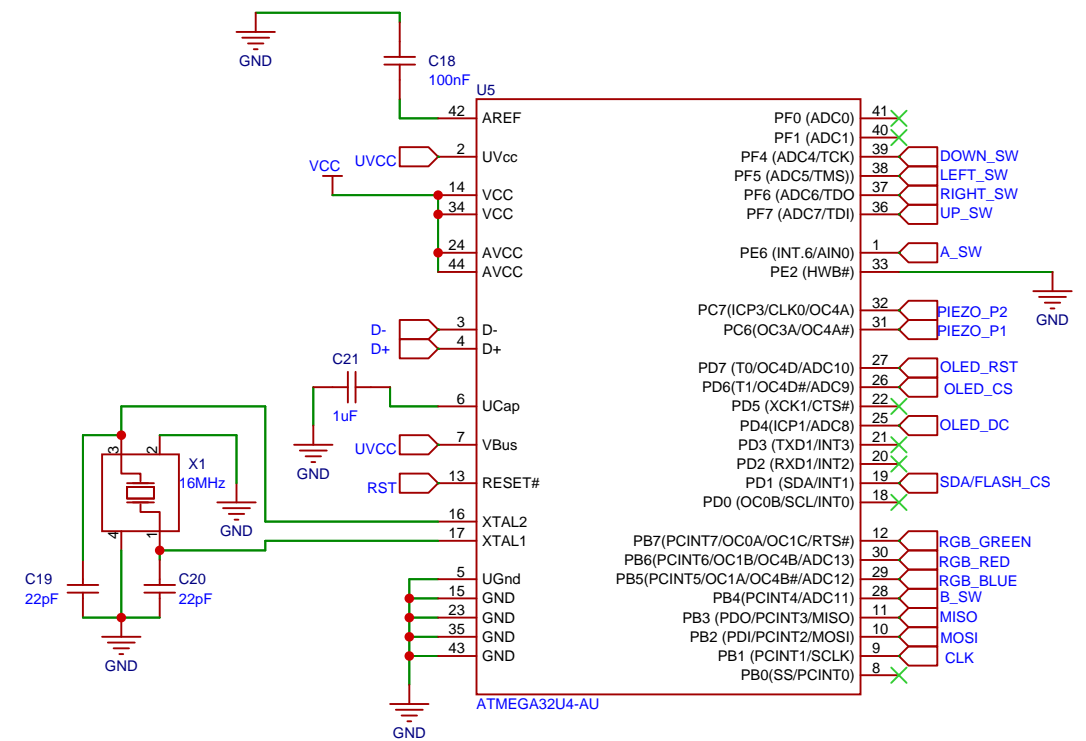 GND
C18
100nF
U5
42 AREF
PF0 (ADC0) 41
PF1 (ADC1) 40
UVCC 2 UVcc
PF4 (ADC4/TCK) 39 DOWN_SW
VCC
PF5 (ADC5/TMS)) 38 LEFT_SW
14 VCC
PF6 (ADC6/TDO 37 RIGHT_SW
34 VCC
PF7 (ADC7/TDI) 36 UP_SW
24 AVCC
PE6 (INT.6/AIN0) 1 A_SW
44 AVCC
PE2 (HWB#) 33
GND
PC7(ICP3/CLK0/OC4A) 32 PIEZO_P2
D- 3 D-
PC6(OC3A/OC4A#) 31 PIEZO_P1
D+ 4 D+
C21
1uF
PD7 (T0/OC4D/ADC10) 27 OLED_RST
PD6(T1/OC4D#/ADC9) 26 OLED_CS
6 UCap
PD5 (XCK1/CTS#) 22
PD4(ICP1/ADC8) 25 OLED_DC
UVCC 7 VBus
PD3 (TXD1/INT3) 21
GND
PD2 (RXD1/INT2) 20
RST 13 RESET#
PD1 (SDA/INT1) 19 SDA/FLASH_CS
PD0 (OC0B/SCL/INT0) 18
3 2
X1
16MHz
4 1
GND
16 XTAL2
17 XTAL1
PB7(PCINT7/OC0A/OC1C/RTS#) 12 RGB_GREEN
PB6(PCINT6/OC1B/OC4B/ADC13) 30 RGB_RED
C19
22pF
C20
22pF
5 UGnd
PB5(PCINT5/OC1A/OC4B#/ADC12) 29 RGB_BLUE
15 GND
PB4(PCINT4/ADC11) 28 B_SW
23 GND
PB3 (PDO/PCINT3/MISO) 11 MISO
35 GND
PB2 (PDI/PCINT2/MOSI) 10 MOSI
43 GND
PB1 (PCINT1/SCLK) 9 CLK
GND
PB0(SS/PCINT0) 8
ATMEGA32U4-AU
GND